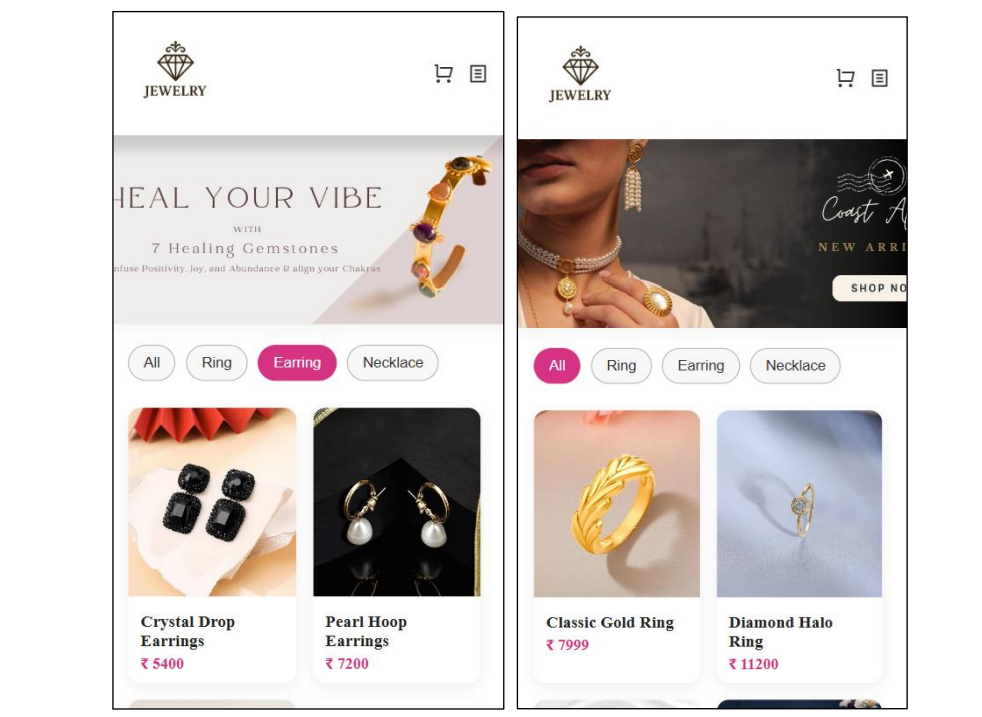 JEWELRY
HEAL YOUR VIBE
WITH
7 Healing Gemstones
nfuse Positivity, Joy, and Abundance & align your Chakras
All
Ring
Earring
Necklace
Crystal Drop
Earrings
₹ 5400
Pearl Hoop
Earrings
₹ 7200
JEWELRY
Coast A
NEW ARRI
SHOP NO
All
Ring
Earring
Necklace
Classic Gold Ring
₹ 7999
Diamond Halo
Ring
₹ 11200